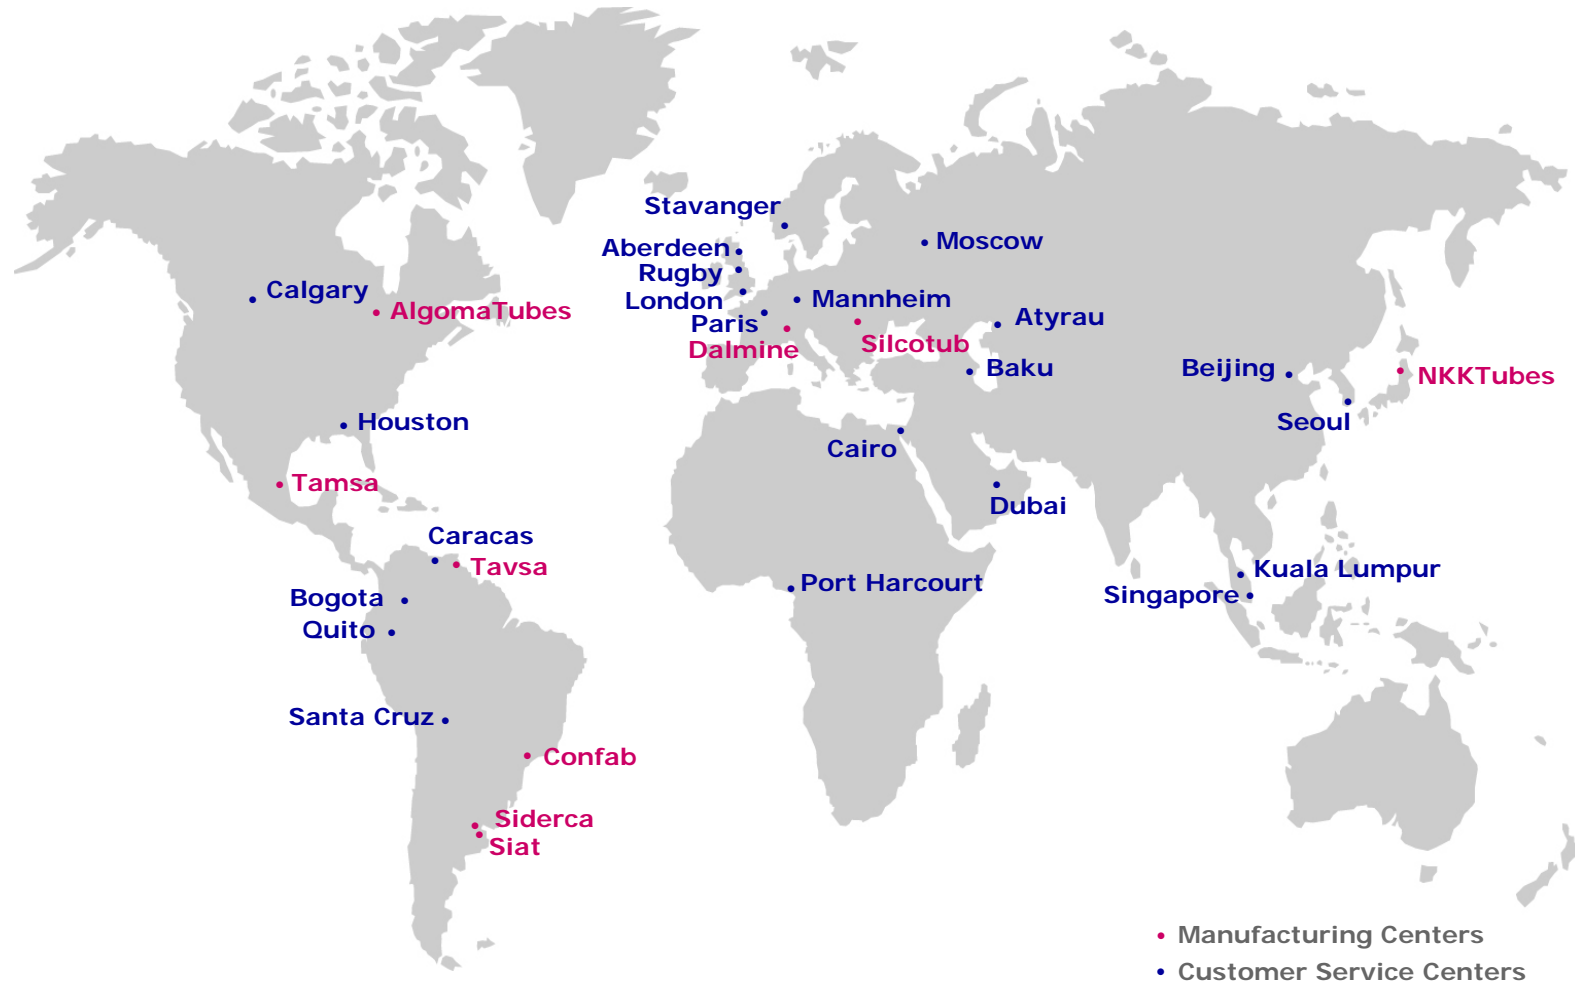 Stavanger
Aberdeen
Moscow
Rugby
Calgary
London
Mannheim
AlgomaTubes
Paris
Atyrau
Dalmine
Silcotub
Baku
Beijing
NKKTubes
Houston
Seoul
Cairo
Tamsa
Dubai
Caracas
Tavsa
Kuala Lumpur
Port Harcourt
Singapore
Bogota
Quito
Santa Cruz
Confab
Siderca
Siat
Manufacturing Centers
Customer Service Centers